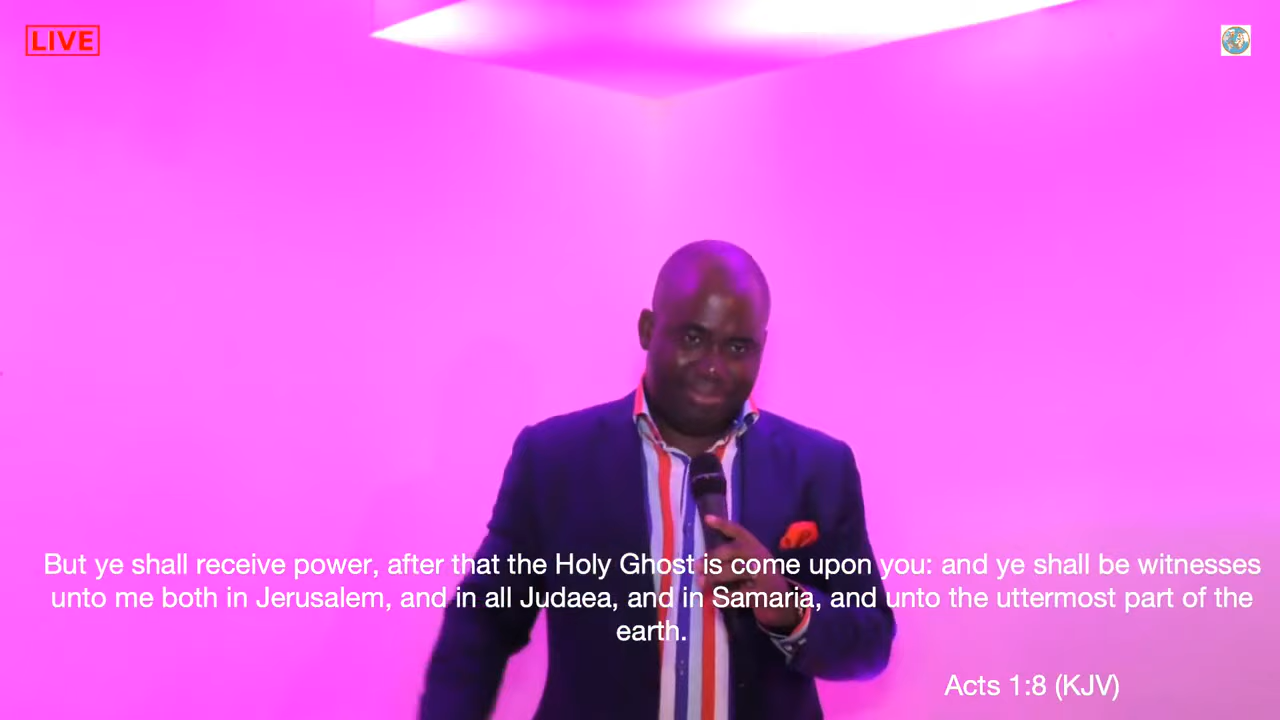 LIVE
But ye shall receive power, after that the Holy Ghost is come upon you: and ye shall be witnesses
unto me both in Jerusalem, and in all Judaea, and in Samaria, and unto the uttermost part of the
earth.
Acts 1:8 (KJV)